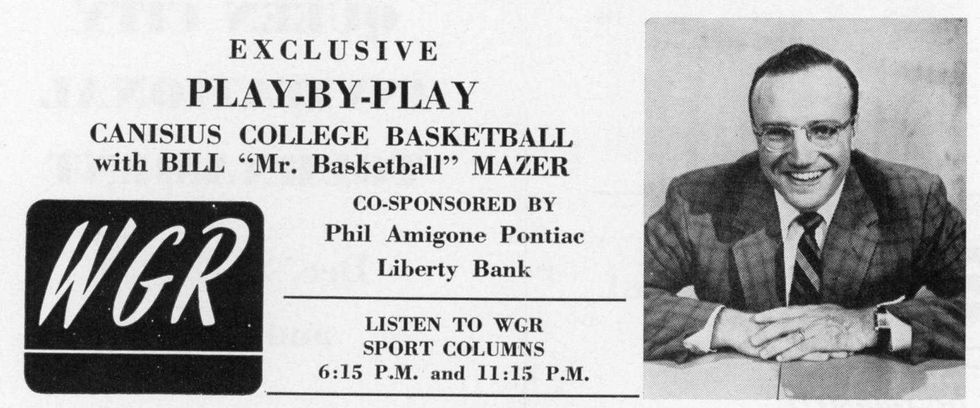 EXCLUSIVE
PLAY-BY-PLAY
CANISIUS COLLEGE BASKETBALL
with BILL “Mr. Basketball” MAZER
CO-SPONSORED BY
Phil Amigone Pontiac
Liberty Bank
WGR
LISTEN TO WGR
SPORT COLUMNS
6:15 P.M. and 11:15 P.M.